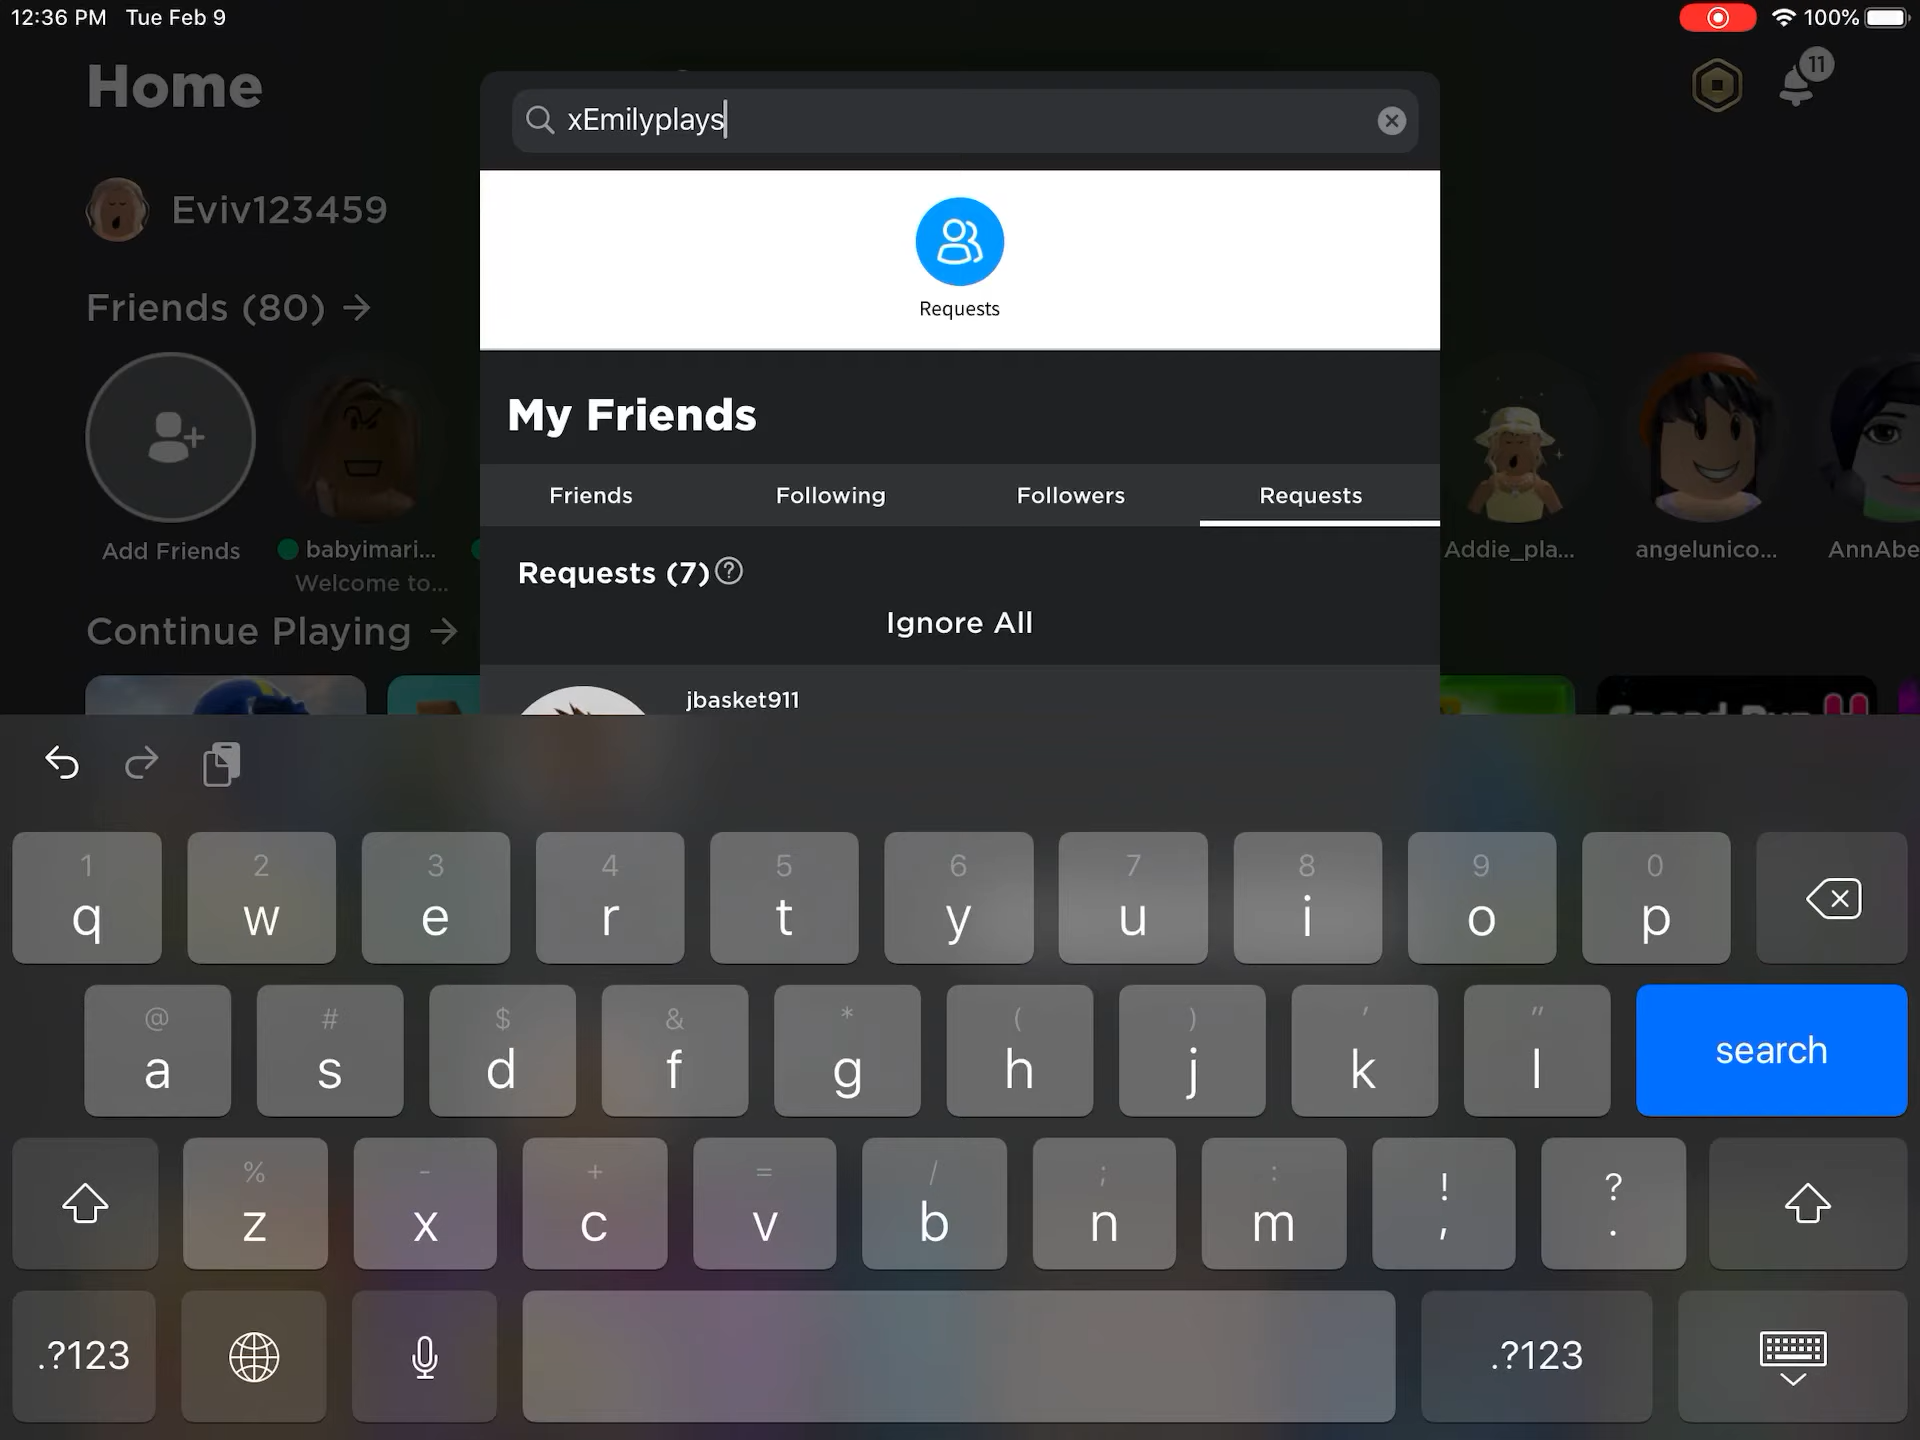 12:36 PM Tue Feb 9
100%
Home
11
xEmilyplays
Requests
Eviv123459
Friends (80) →
My Friends
Friends Following Followers Requests
Add Friends
babyimari...
Welcome to...
Addie_pla...
angelunico...
AnnAbe
Requests (7)
?
Ignore All
Continue Playing →
jbasket911
1 2 3 4 5 6 7 8 9 0
q w e r t y u i o p
@ # $ & * ( ) ' "
a s d f g h j k l search
% - + = / ; : ! ?
z x c v b n m , .
.?123 .?123